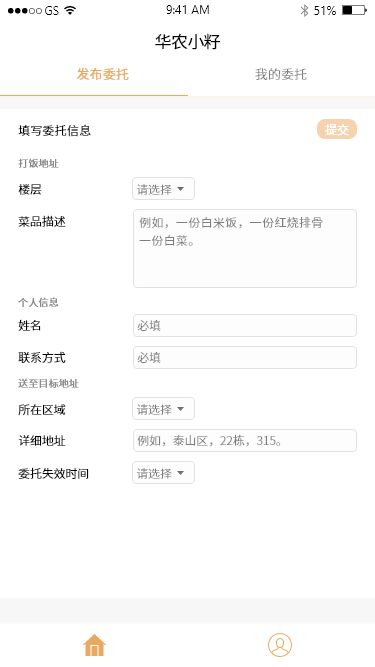 GS 9:41 AM 51%
华农小籽
发布委托 我的委托
填写委托信息 提交
打饭地址
楼层 请选择
菜品描述 例如，一份白米饭，一份红烧排骨
一份白菜。
个人信息
姓名 必填
联系方式 必填
送至目标地址
所在区域 请选择
详细地址 例如，泰山区，22栋，315。
委托失效时间 请选择